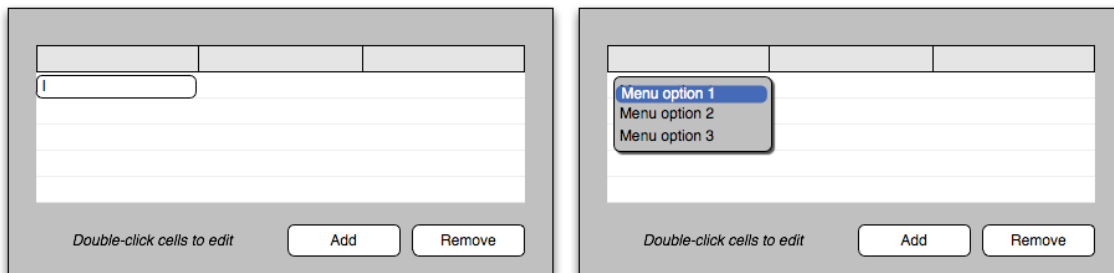 Double-click cells to edit
Add
Remove
Menu option 1
Menu option 2
Menu option 3
Double-click cells to edit
Add
Remove